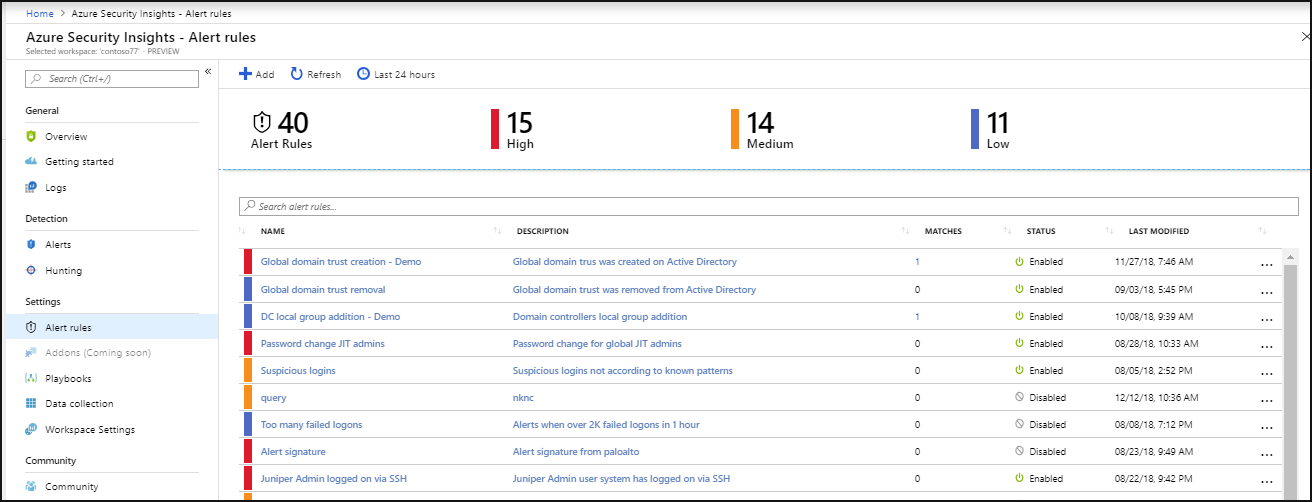 Home > Azure Security Insights - Alert rules
Azure Security Insights - Alert rules
Selected workspace: 'contoso77' - PREVIEW
Search (Ctrl+/)
General
Overview
Getting started
Logs
Detection
Alerts
Hunting
Settings
Alert rules
Addons (Coming soon)
Playbooks
Data collection
Workspace Settings
Community
Community
Add Refresh Last 24 hours
40 15 14 11
Alert Rules High Medium Low
Search alert rules...
NAME DESCRIPTION MATCHES STATUS LAST MODIFIED
Global domain trust creation - Demo Global domain trus was created on Active Directory 1 Enabled 11/27/18, 7:46 AM ...
Global domain trust removal Global domain trust was removed from Active Directory 0 Enabled 09/03/18, 5:45 PM ...
DC local group addition - Demo Domain controllers local group addition 1 Enabled 10/08/18, 9:39 AM ...
Password change JIT admins Password change for global JIT admins 0 Enabled 08/28/18, 10:33 AM ...
Suspicious logins Suspicious logins not according to known patterns 0 Enabled 08/05/18, 2:52 PM ...
query nknc 0 Disabled 12/12/18, 10:36 AM ...
Too many failed logons Alerts when over 2K failed logons in 1 hour 0 Disabled 08/08/18, 7:12 PM ...
Alert signature Alert signature from paloalto 0 Disabled 08/23/18, 9:49 AM ...
Juniper Admin logged on via SSH Juniper Admin user system has logged on via SSH 0 Enabled 08/22/18, 9:42 PM ...